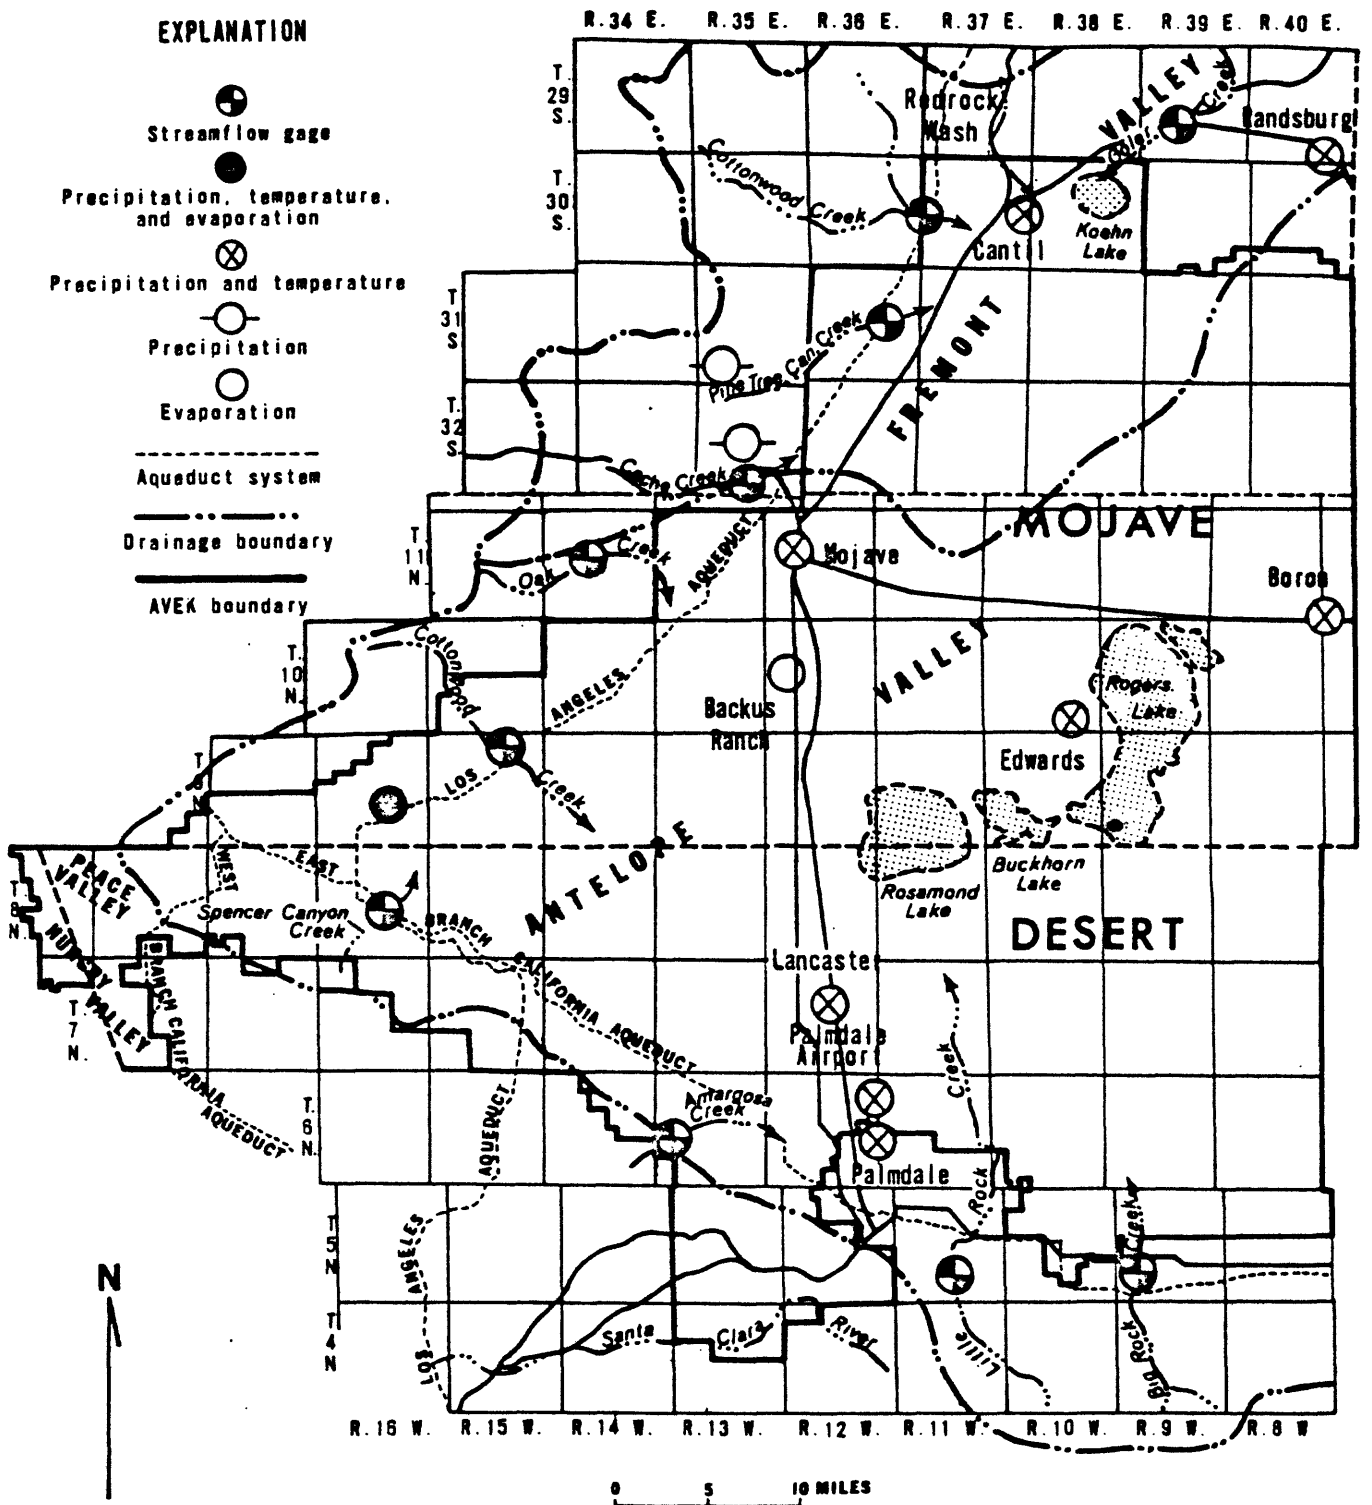 EXPLANATION
Streamflow gage
Precipitation, temperature,
and evaporation
Precipitation and temperature
Precipitation
Evaporation
Aqueduct system
Drainage boundary
AVEK boundary
R.34 E. R.35 E. R.36 E. R.37 E. R.38 E. R.39 E. R.40 E.
T.
29
S.
T.
30
S.
T
31
S
T.
32
S.
T.
11
N.
T.
10
N.
T
9
N
T
8
N.
T
7
N.
T.
6
N.
T
5
N
T
4
N
Redrock
Wash
VALLEY
Creek
Randsburg
Cottonwood Creek
Cantil
Koehn
Lake
FREMONT
Pine Tree Can. Creek
Cache Creek
MOJAVE
Oak Creek
AQUEDUCT
Mojave
Boron
Cottonwood
ANGELES
Backus
Ranch
VALLEY
Rogers
Lake
Edwards
LOS
Creek
ANTELOPE
Rosamond
Lake
Buckhorn
Lake
PEACE
VALLEY
WEST
EAST
Spencer Canyon
Creek
BRANCH
HUNGRY
VALLEY
BRANCH CALIFORNIA
AQUEDUCT
CALIFORNIA AQUEDUCT
DESERT
Lancaster
Palmdale
Airport
Creek
Amargosa
Creek
AQUEDUCT
Palmdale
Rock
Creek
ANGELES
LOS
Santa Clara River
Little
Big Rock
N
R.16 W. R.15 W. R.14 W. R.13 W. R.12 W. R.11 W. R.10 W. R.9 W. R.8 W
0 5 10 MILES